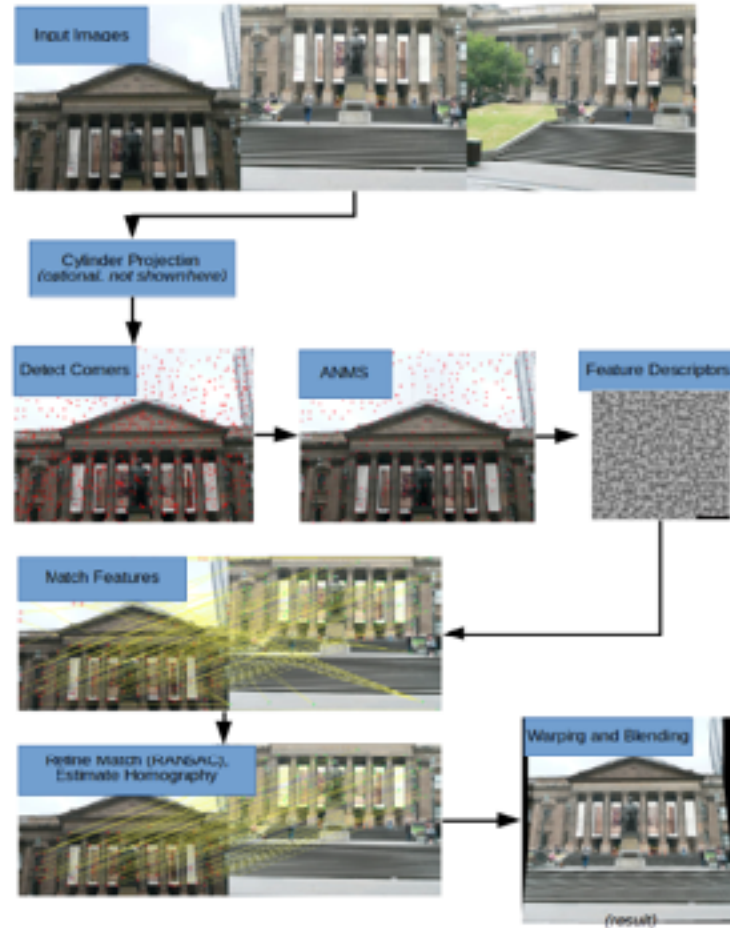 Input Images
Cylinder Projection
(optional, not shown here)
Detect Corners
ANMS
Feature Descriptors
Match Features
Refine Match (RANSAC),
Estimate Homography
Warping and Blending
(result)